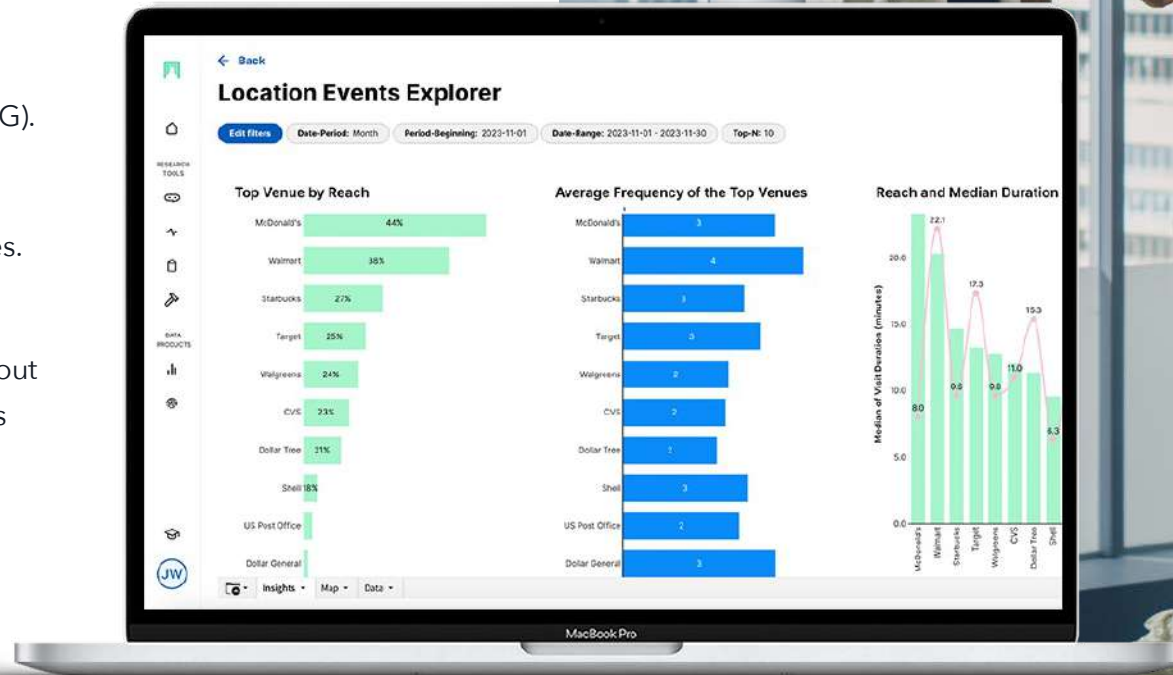 G).
es.
out
s
Back
Location Events Explorer
Edit filters
Date-Period: Month
Period-Beginning: 2023-11-01
Date-Range: 2023-11-01 - 2023-11-30
Top-N: 10
RESEARCH
TOOLS
DATA
PRODUCTS
JW
Top Venue by Reach
McDonald's 44%
Walmart 38%
Starbucks 27%
Target 25%
Walgreens 24%
CVS 23%
Dollar Tree 21%
Shell 18%
US Post Office
Dollar General
Average Frequency of the Top Venues
McDonald's 3
Walmart 4
Starbucks 3
Target 3
Walgreens 2
CVS 2
Dollar Tree 2
Shell 3
US Post Office 2
Dolar General 3
Reach and Median Duration
Median of Visit Duration (minutes)
20.0
15.0
10.0
5.0
0.0
8.0
22.1
9.8
17.3
9.8
11.0
15.3
6.3
McDonald's
Walmart
Starbucks
Target
Walgreens
CVS
Dollar Tree
Shell
Insights
Map
Data
MacBook Pro